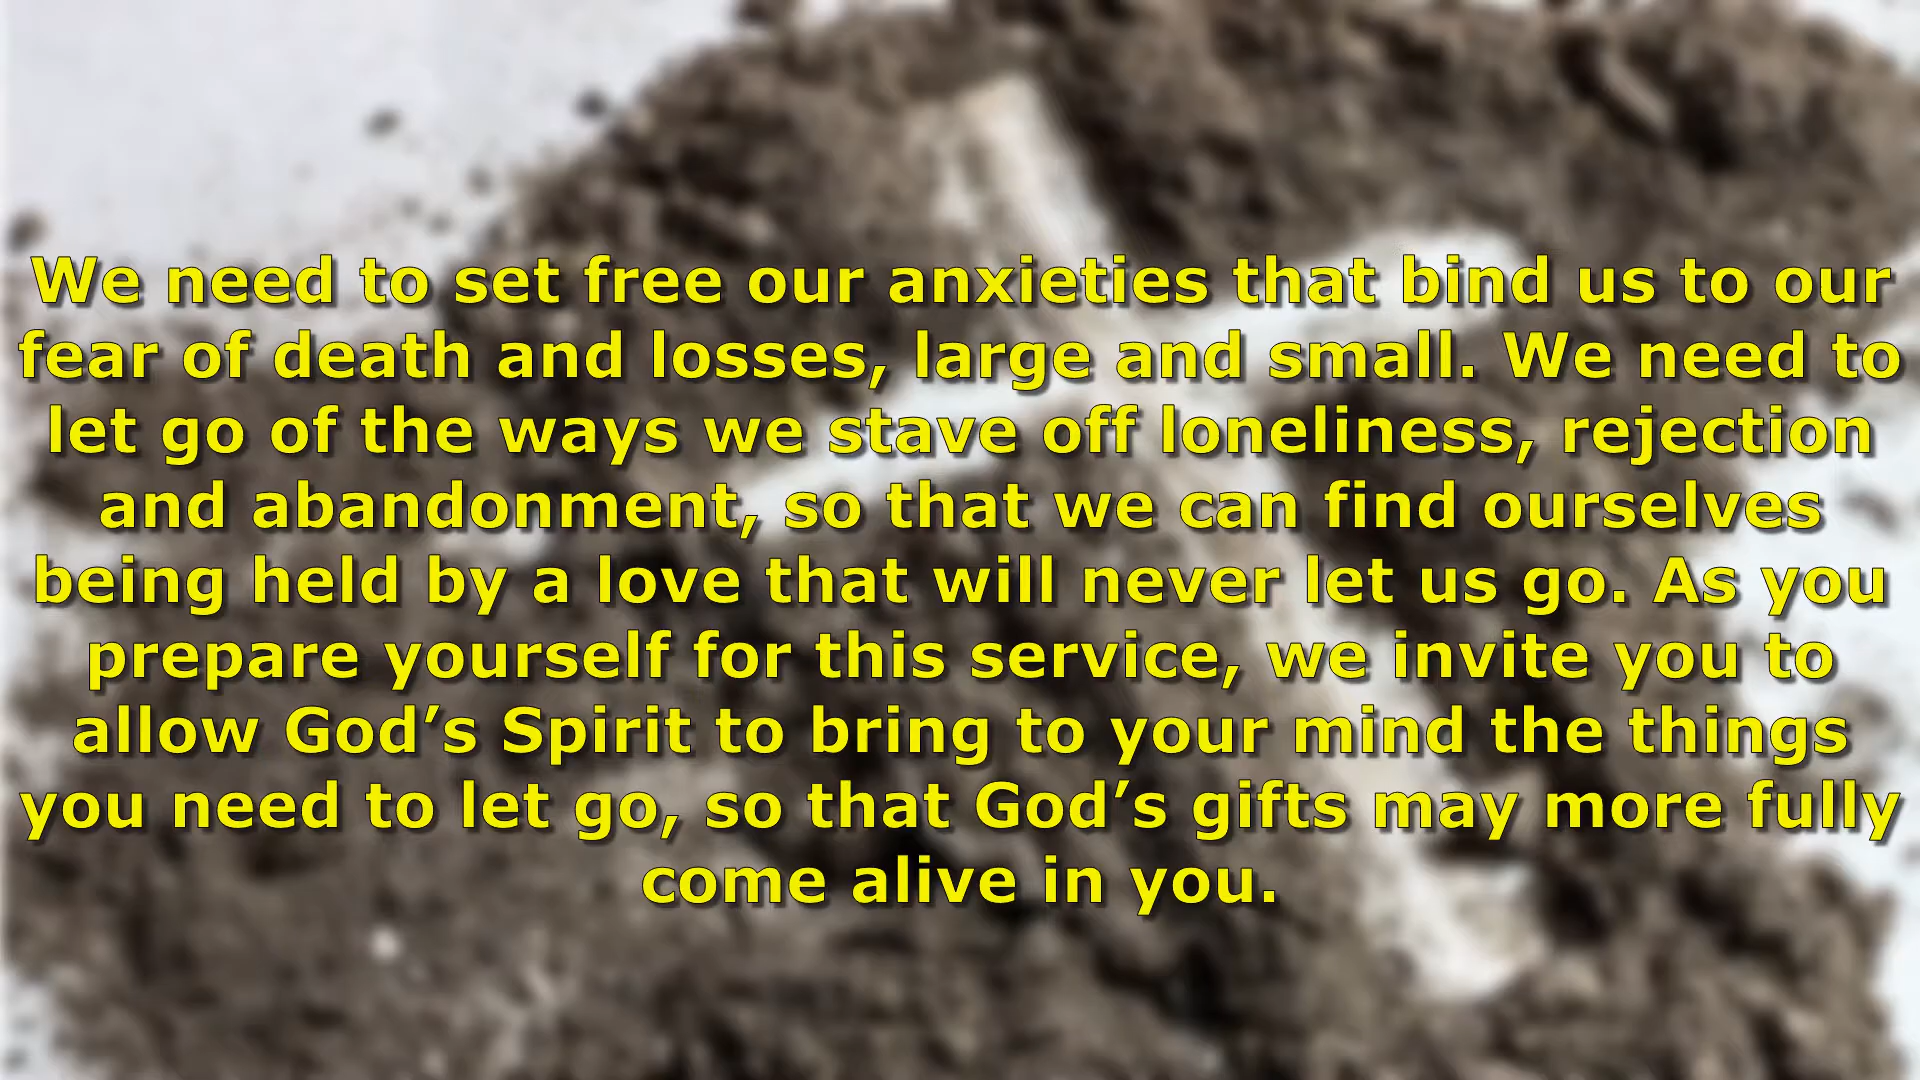 We need to set free our anxieties that bind us to our
fear of death and losses, large and small. We need to
let go of the ways we stave off loneliness, rejection
and abandonment, so that we can find ourselves
being held by a love that will never let us go. As you
prepare yourself for this service, we invite you to
allow God’s Spirit to bring to your mind the things
you need to let go, so that God’s gifts may more fully
come alive in you.